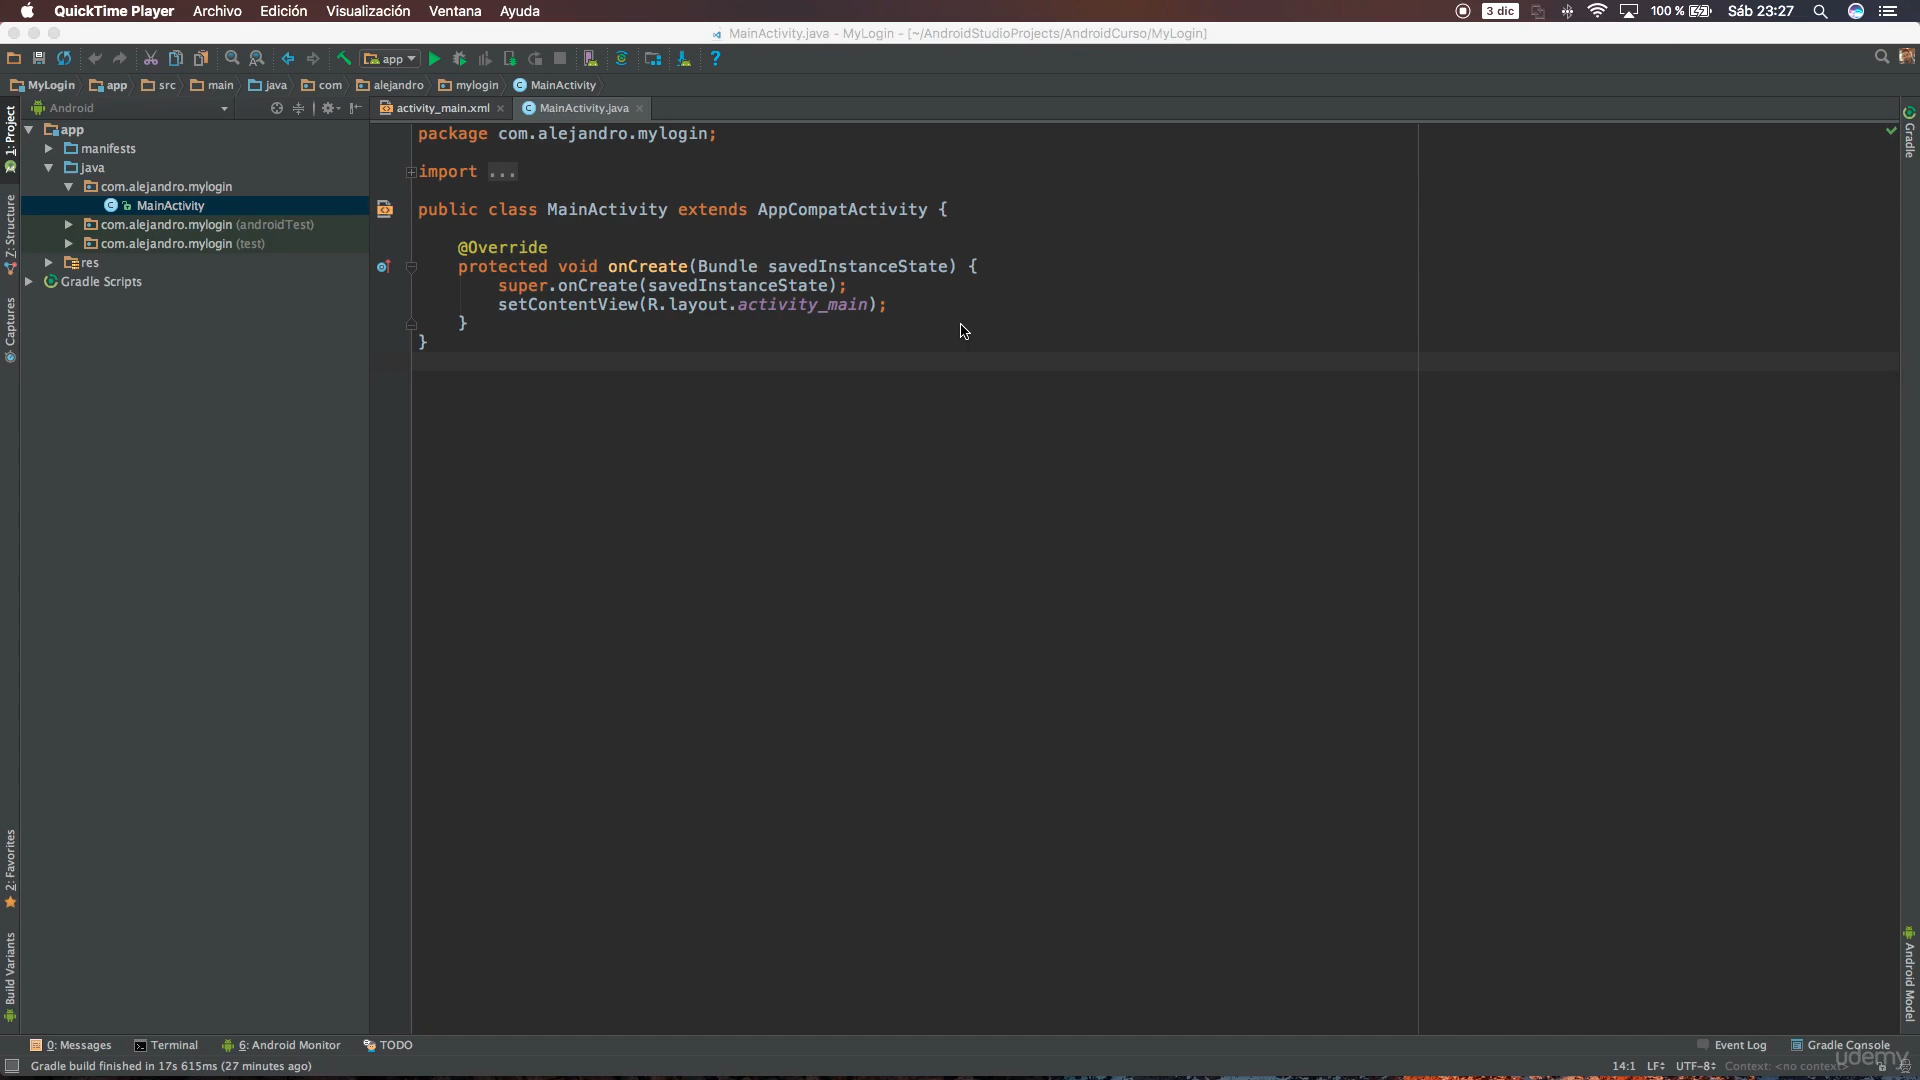 QuickTime Player Archivo Edición Visualización Ventana Ayuda 3 dic 100 % Sáb 23:27
MainActivity.java - MyLogin - [~/AndroidStudioProjects/AndroidCurso/MyLogin]
app
MyLogin app src main java com alejandro mylogin MainActivity
Android
activity_main.xml
MainActivity.java
1: Project
Z: Structure
Captures
2: Favorites
Build Variants
app
manifests
java
com.alejandro.mylogin
MainActivity
com.alejandro.mylogin (androidTest)
com.alejandro.mylogin (test)
res
Gradle Scripts
package com.alejandro.mylogin;
import ...
public class MainActivity extends AppCompatActivity {
@Override
protected void onCreate(Bundle savedInstanceState) {
super.onCreate(savedInstanceState);
setContentView(R.layout.activity_main);
}
}
Gradle
Android Model
0: Messages Terminal 6: Android Monitor TODO Event Log Gradle Console
Gradle build finished in 17s 615ms (27 minutes ago) 14:1 LF UTF-8 Context: <no context>
udemy